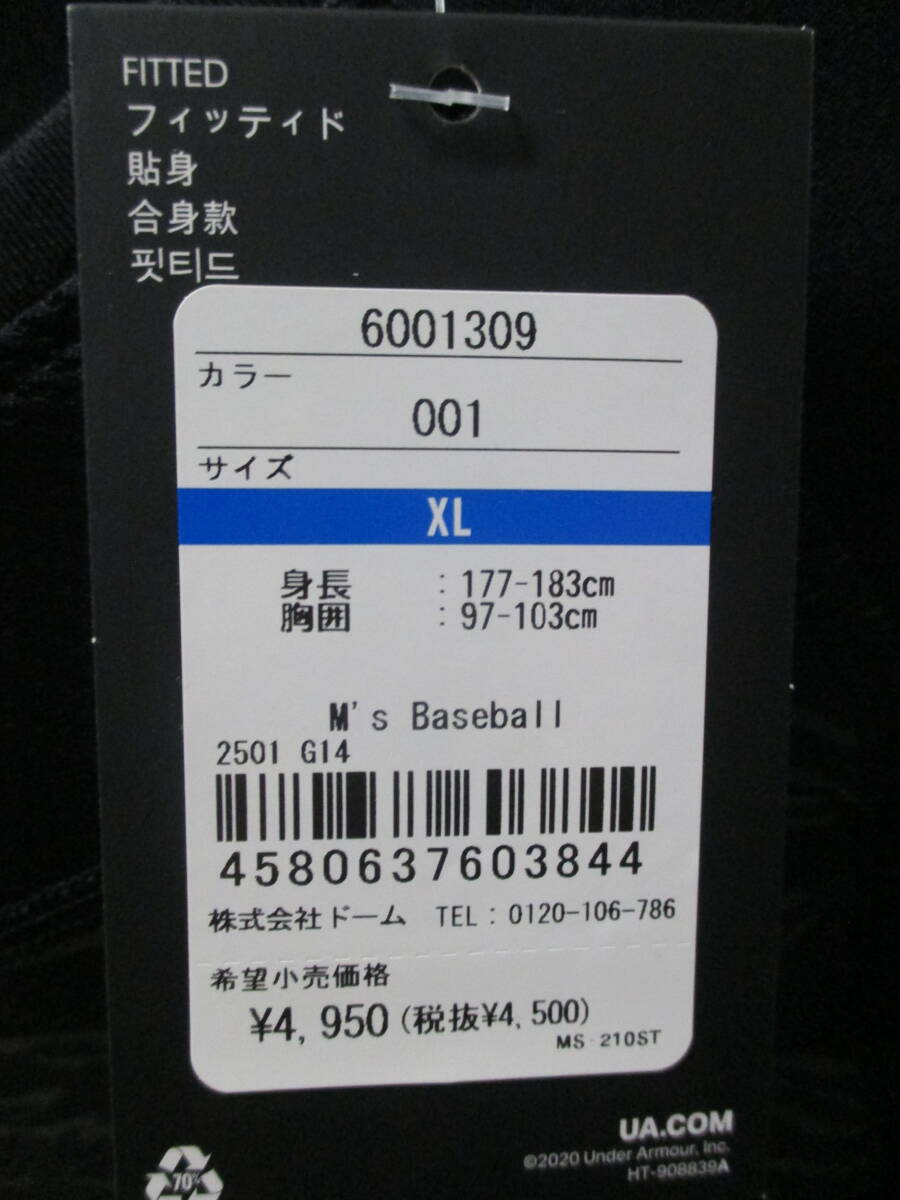 FITTED
フィッティド
貼身
合身款
핏티드
6001309
カラー
001
サイズ
XL
身長 : 177-183cm
胸囲 : 97-103cm
M's Baseball
2501 G14
4580637603844
株式会社ドーム TEL: 0120-106-786
希望小売価格
¥4,950(税抜¥4,500)
MS-210ST
UA.COM
©2020 Under Armour, Inc.
HT-908839A
70%